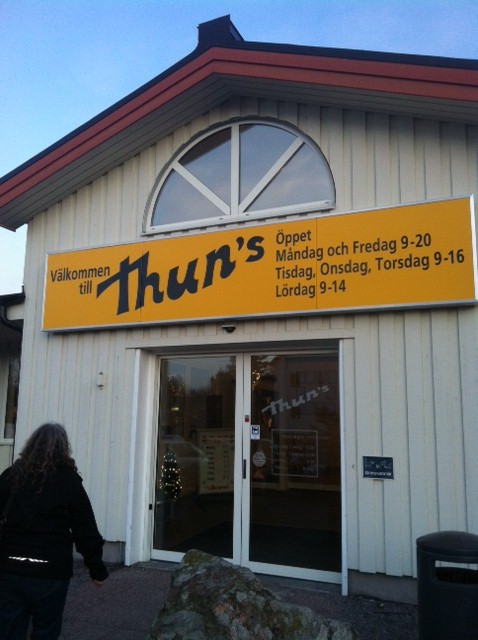 Välkommen
till
Thun's
Öppet
Måndag och Fredag 9-20
Tisdag, Onsdag, Torsdag 9-16
Lördag 9-14
Thun's